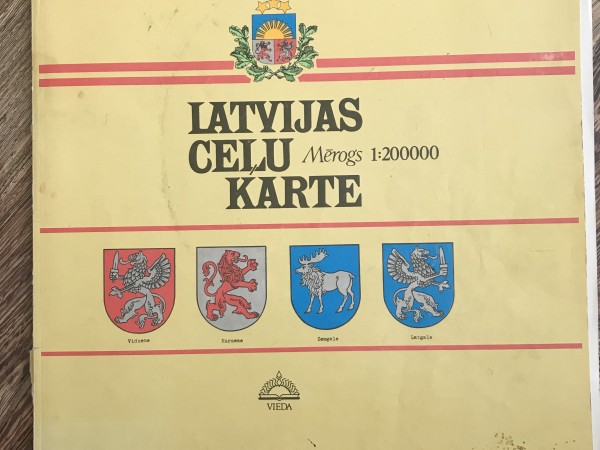 LATVIJAS
CEĻU Mērogs 1:200000
KARTE
Vidzeme Kurzeme Zemgale Latgale
VIEDA